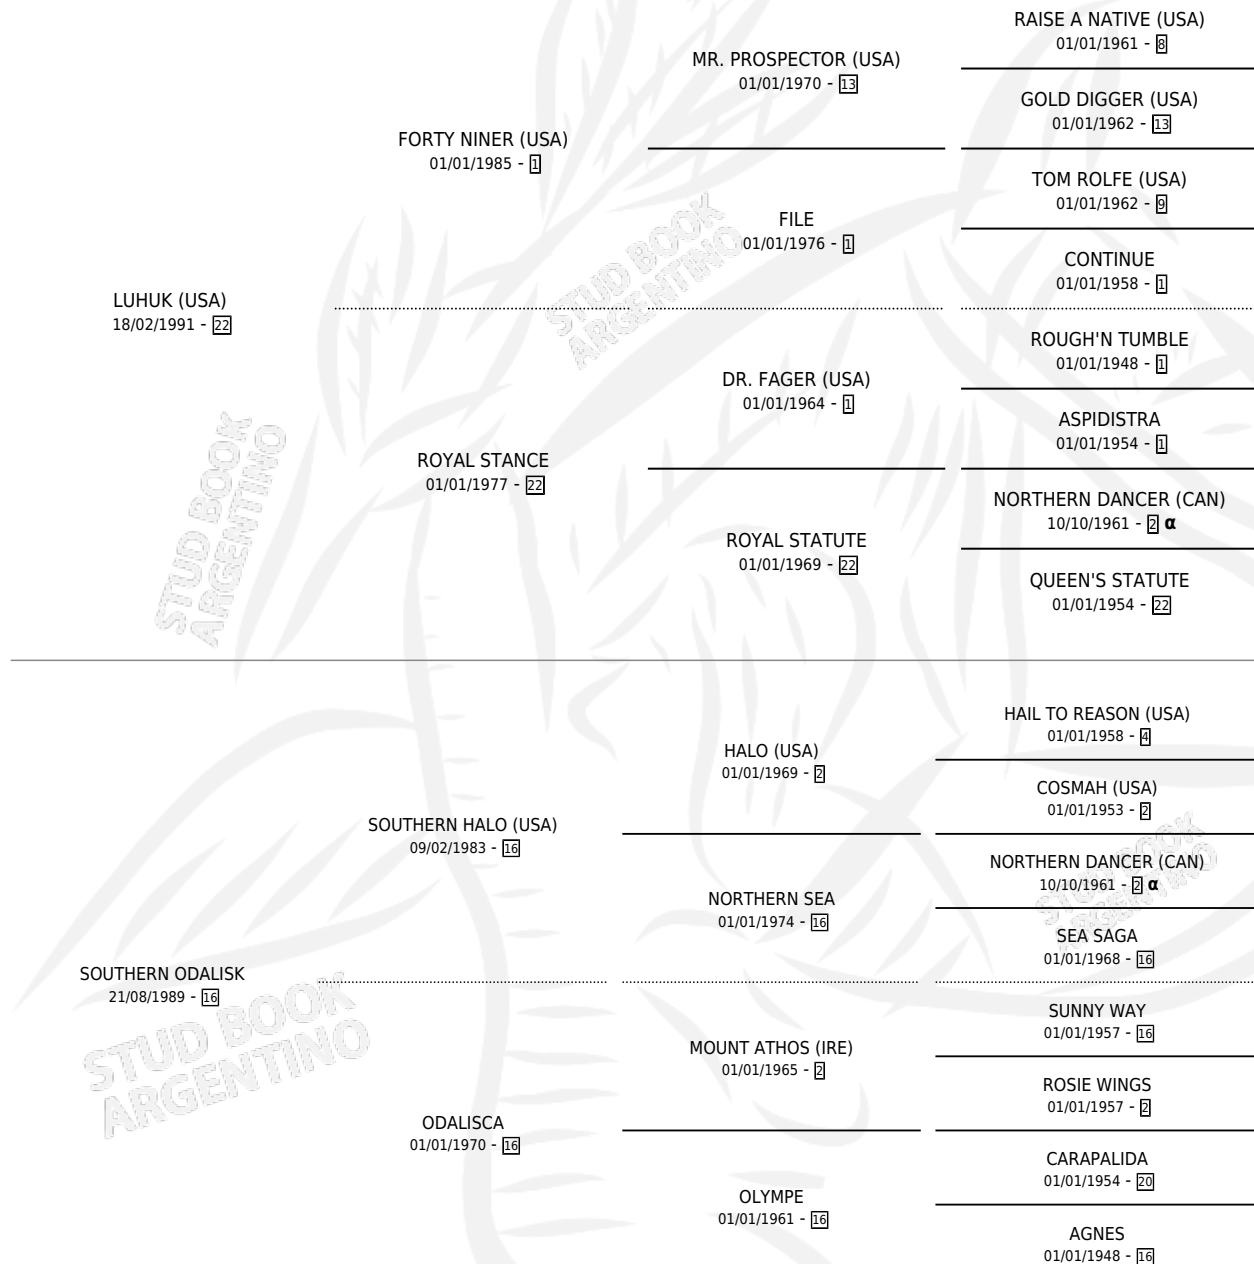 RAISE A NATIVE (USA)
01/01/1961 - 8
MR. PROSPECTOR (USA)
01/01/1970 - 13
GOLD DIGGER (USA)
01/01/1962 - 13
FORTY NINER (USA)
01/01/1985 - 1
TOM ROLFE (USA)
01/01/1962 - 9
FILE
01/01/1976 - 1
CONTINUE
01/01/1958 - 1
LUHUK (USA)
18/02/1991 - 22
ROUGH'N TUMBLE
01/01/1948 - 1
DR. FAGER (USA)
01/01/1964 - 1
ASPIDISTRA
01/01/1954 - 1
ROYAL STANCE
01/01/1977 - 22
NORTHERN DANCER (CAN)
10/10/1961 - 2 α
ROYAL STATUTE
01/01/1969 - 22
QUEEN'S STATUTE
01/01/1954 - 22
HAIL TO REASON (USA)
01/01/1958 - 4
HALO (USA)
01/01/1969 - 2
COSMAH (USA)
01/01/1953 - 2
SOUTHERN HALO (USA)
09/02/1983 - 16
NORTHERN DANCER (CAN)
10/10/1961 - 2 α
NORTHERN SEA
01/01/1974 - 16
SEA SAGA
01/01/1968 - 16
SOUTHERN ODALISK
21/08/1989 - 16
SUNNY WAY
01/01/1957 - 16
MOUNT ATHOS (IRE)
01/01/1965 - 2
ROSIE WINGS
01/01/1957 - 2
ODALISCA
01/01/1970 - 16
CARAPALIDA
01/01/1954 - 20
OLYMPE
01/01/1961 - 16
AGNES
01/01/1948 - 16
STUD BOOK
ARGENTINO
STUD BOOK
ARGENTINO
STUD BOOK
ARGENTINO
STUD BOOK
ARGENTINO